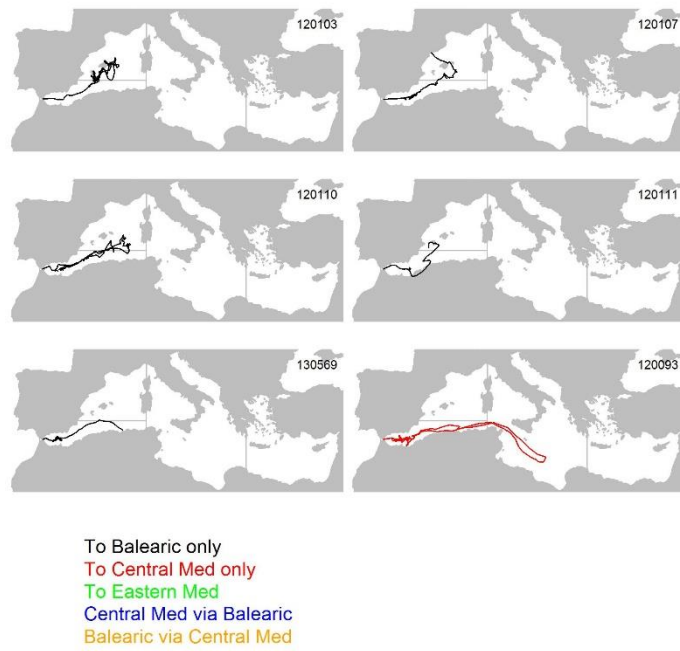 120103
120107
120110
120111
130569
120093
To Balearic only
To Central Med only
To Eastern Med
Central Med via Balearic
Balearic via Central Med